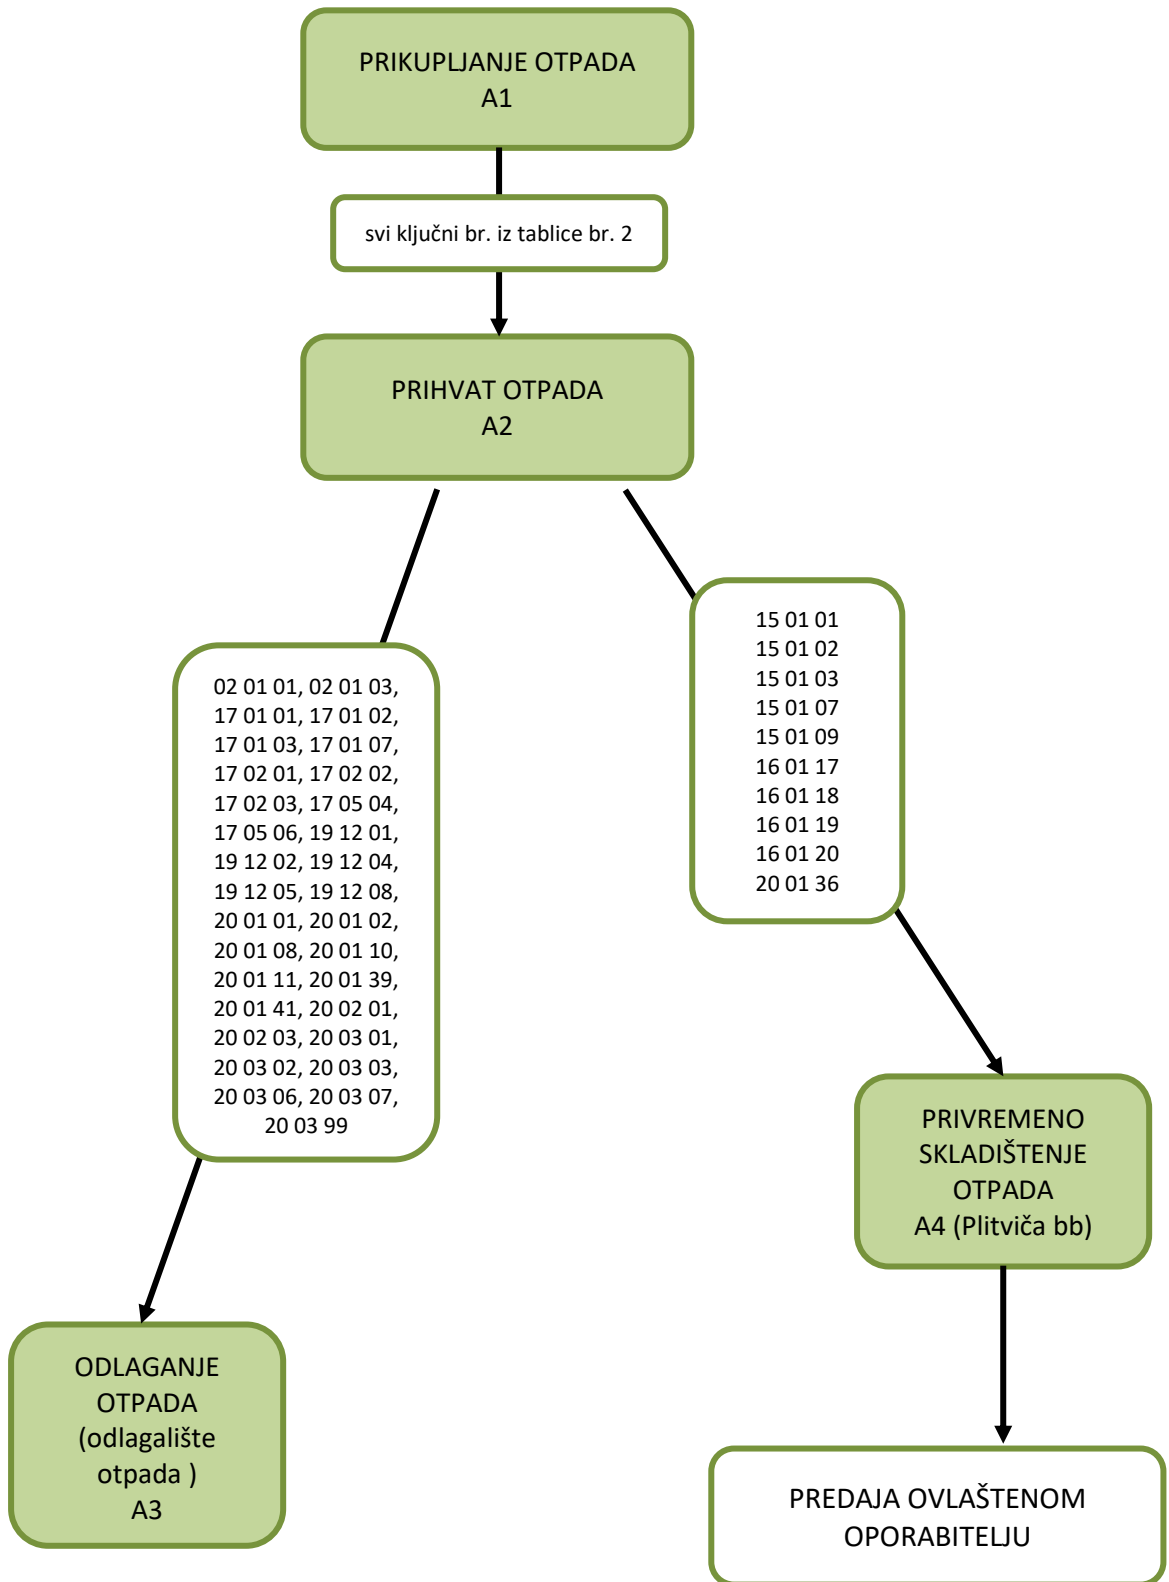 PRIKUPLJANJE OTPADA
A1
svi ključni br. iz tablice br. 2
PRIHVAT OTPADA
A2
02 01 01, 02 01 03,
17 01 01, 17 01 02,
17 01 03, 17 01 07,
17 02 01, 17 02 02,
17 02 03, 17 05 04,
17 05 06, 19 12 01,
19 12 02, 19 12 04,
19 12 05, 19 12 08,
20 01 01, 20 01 02,
20 01 08, 20 01 10,
20 01 11, 20 01 39,
20 01 41, 20 02 01,
20 02 03, 20 03 01,
20 03 02, 20 03 03,
20 03 06, 20 03 07,
20 03 99
15 01 01
15 01 02
15 01 03
15 01 07
15 01 09
16 01 17
16 01 18
16 01 19
16 01 20
20 01 36
PRIVREMENO
SKLADIŠTENJE
OTPADA
A4 (Plitviča bb)
ODLAGANJE
OTPADA
(odlagalište
otpada )
A3
PREDAJA OVLAŠTENOM
OPORABITELJU